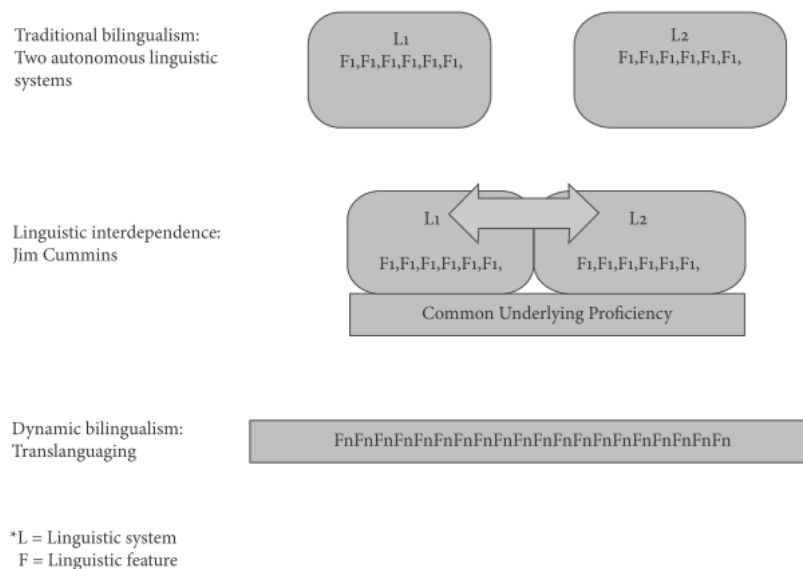 Traditional bilingualism:
Two autonomous linguistic
systems
L1
F1,F1,F1,F1,F1,F1,
L2
F1,F1,F1,F1,F1,F1,
Linguistic interdependence:
Jim Cummins
L1
L2
F1,F1,F1,F1,F1,F1,
F1,F1,F1,F1,F1,F1,
Common Underlying Proficiency
Dynamic bilingualism:
Translanguaging
FnFnFnFnFnFnFnFnFnFnFnFnFnFnFnFnFnFnFnFn
*L = Linguistic system
F = Linguistic feature